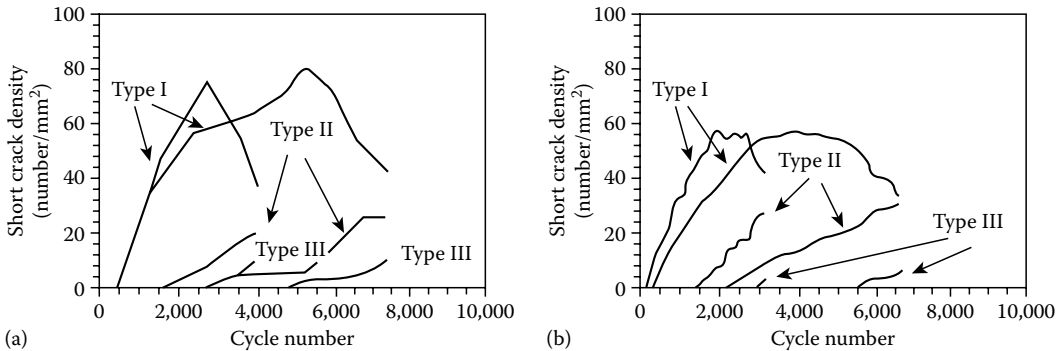 100
80
60
40
20
0
Short crack density
(number/mm²)
Type I
Type II
Type III
Type III
0
2,000
4,000
6,000
8,000
10,000
Cycle number
(a)
100
80
60
40
20
0
Short crack density
(number/mm²)
Type I
Type II
Type III
0
2,000
4,000
6,000
8,000
10,000
Cycle number
(b)